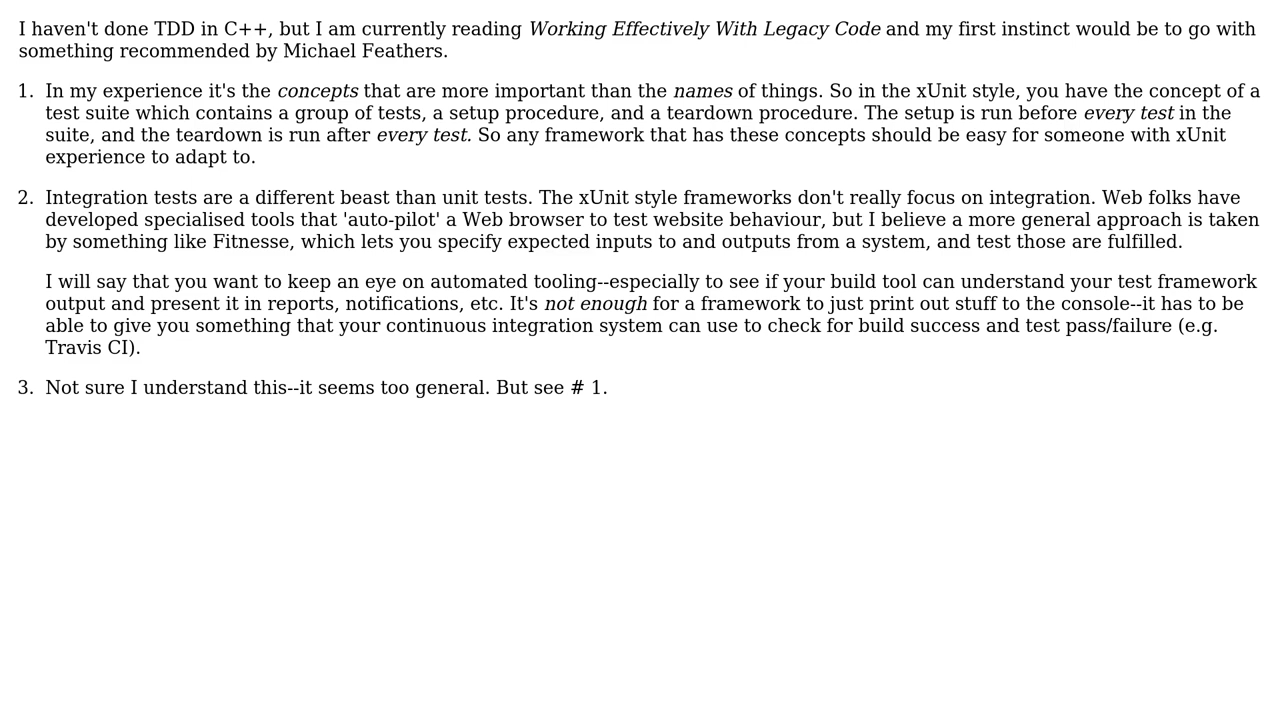 I haven't done TDD in C++, but I am currently reading Working Effectively With Legacy Code and my first instinct would be to go with
something recommended by Michael Feathers.
1. In my experience it's the concepts that are more important than the names of things. So in the xUnit style, you have the concept of a
test suite which contains a group of tests, a setup procedure, and a teardown procedure. The setup is run before every test in the
suite, and the teardown is run after every test. So any framework that has these concepts should be easy for someone with xUnit
experience to adapt to.
2. Integration tests are a different beast than unit tests. The xUnit style frameworks don't really focus on integration. Web folks have
developed specialised tools that 'auto-pilot' a Web browser to test website behaviour, but I believe a more general approach is taken
by something like Fitnesse, which lets you specify expected inputs to and outputs from a system, and test those are fulfilled.
I will say that you want to keep an eye on automated tooling--especially to see if your build tool can understand your test framework
output and present it in reports, notifications, etc. It's not enough for a framework to just print out stuff to the console--it has to be
able to give you something that your continuous integration system can use to check for build success and test pass/failure (e.g.
Travis CI).
3. Not sure I understand this--it seems too general. But see # 1.